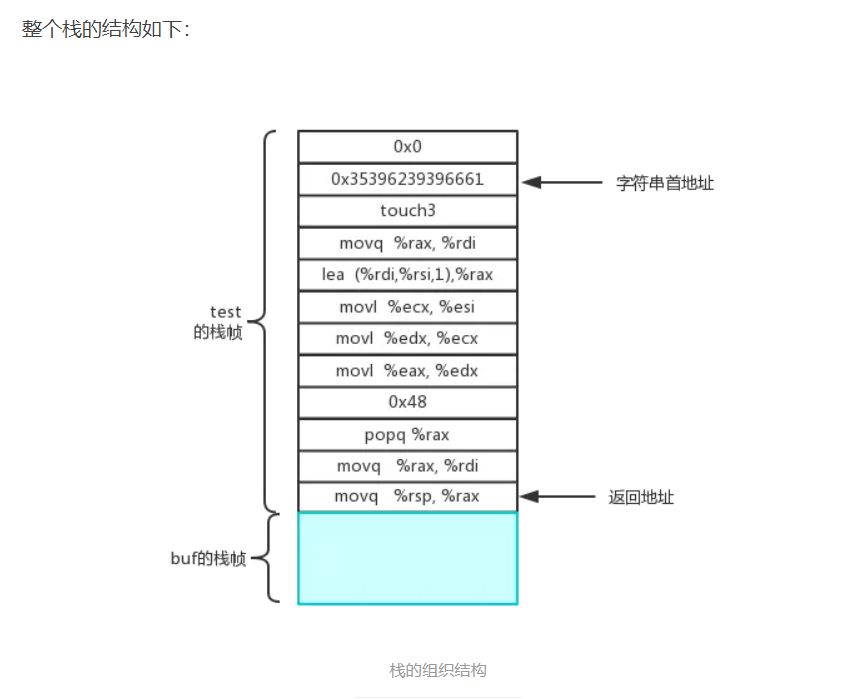 整个栈的结构如下：
0x0
0x35396239396661
字符串首地址
touch3
movq %rax, %rdi
lea (%rdi,%rsi,1),%rax
movl %ecx, %esi
test
的栈帧
movl %edx, %ecx
movl %eax, %edx
0x48
popq %rax
movq %rax, %rdi
movq %rsp, %rax
返回地址
buf的栈帧
栈的组织结构